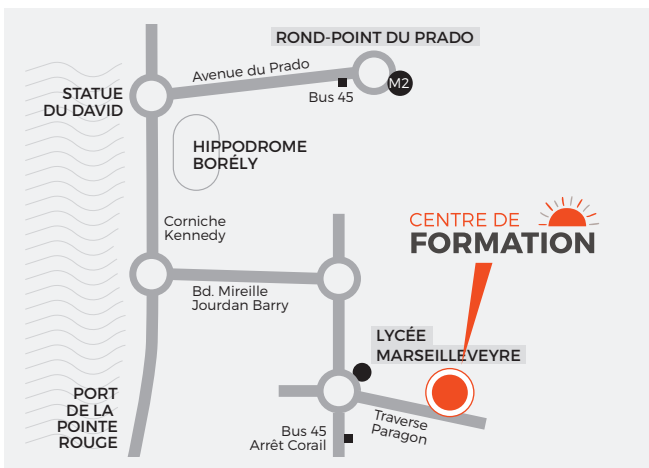 ROND-POINT DU PRADO
Avenue du Prado
M2
Bus 45
STATUE
DU DAVID
HIPPODROME
BORÉLY
Corniche
Kennedy
CENTRE DE
FORMATION
Bd. Mireille
Jourdan Barry
LYCÉE
MARSEILLEVEYRE
PORT
DE LA
POINTE
ROUGE
Traverse
Paragon
Bus 45
Arrêt Corail